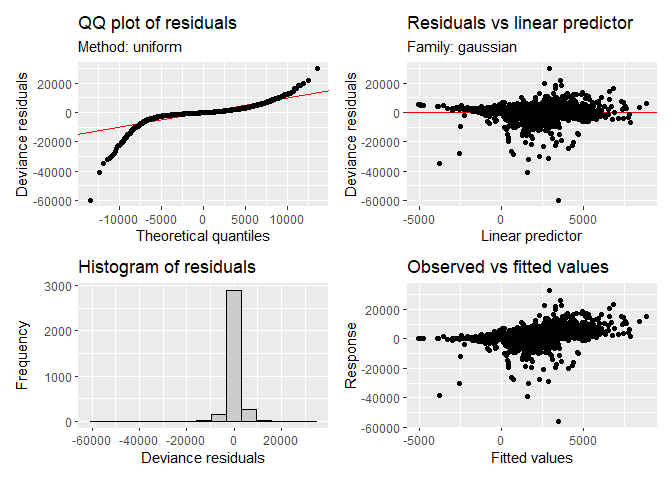 QQ plot of residuals
Method: uniform
Deviance residuals
20000
0
-20000
-40000
-60000
-10000 -5000 0 5000 10000
Theoretical quantiles
Residuals vs linear predictor
Family: gaussian
Deviance residuals
20000
0
-20000
-40000
-60000
-5000 0 5000
Linear predictor
Histogram of residuals
Frequency
3000
2000
1000
0
-60000 -40000 -20000 0 20000
Deviance residuals
Observed vs fitted values
Response
20000
0
-20000
-40000
-60000
-5000 0 5000
Fitted values